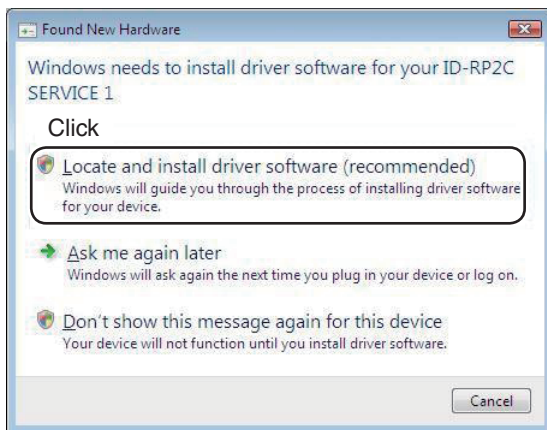 Found New Hardware
Windows needs to install driver software for your ID-RP2C
SERVICE 1
Click
Locate and install driver software (recommended)
Windows will guide you through the process of installing driver software
for your device.
Ask me again later
Windows will ask again the next time you plug in your device or log on.
Don't show this message again for this device
Your device will not function until you install driver software.
Cancel